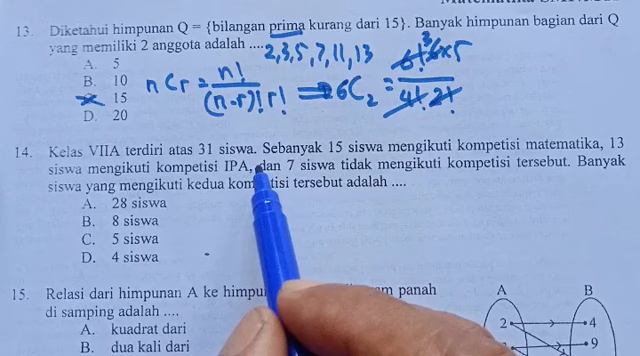 13. Diketahui himpunan Q = {bilangan prima kurang dari 15}. Banyak himpunan bagian dari Q
yang memiliki 2 anggota adalah ....
2,3,5,7,11,13
A. 5
B. 10
15
D. 20
nCr = n!
(n-r)! r!
6C2 =
4! 2!
14. Kelas VIIA terdiri atas 31 siswa. Sebanyak 15 siswa mengikuti kompetisi matematika, 13
siswa mengikuti kompetisi IPA, dan 7 siswa tidak mengikuti kompetisi tersebut. Banyak
siswa yang mengikuti kedua tersebut adalah ....
A. 28 siswa
B. 8 siswa
C. 5 siswa
D. 4 siswa
15. Relasi dari himpunan A ke panah
di samping adalah ....
A. kuadrat dari
B. dua kali dari
A B
2 4
9